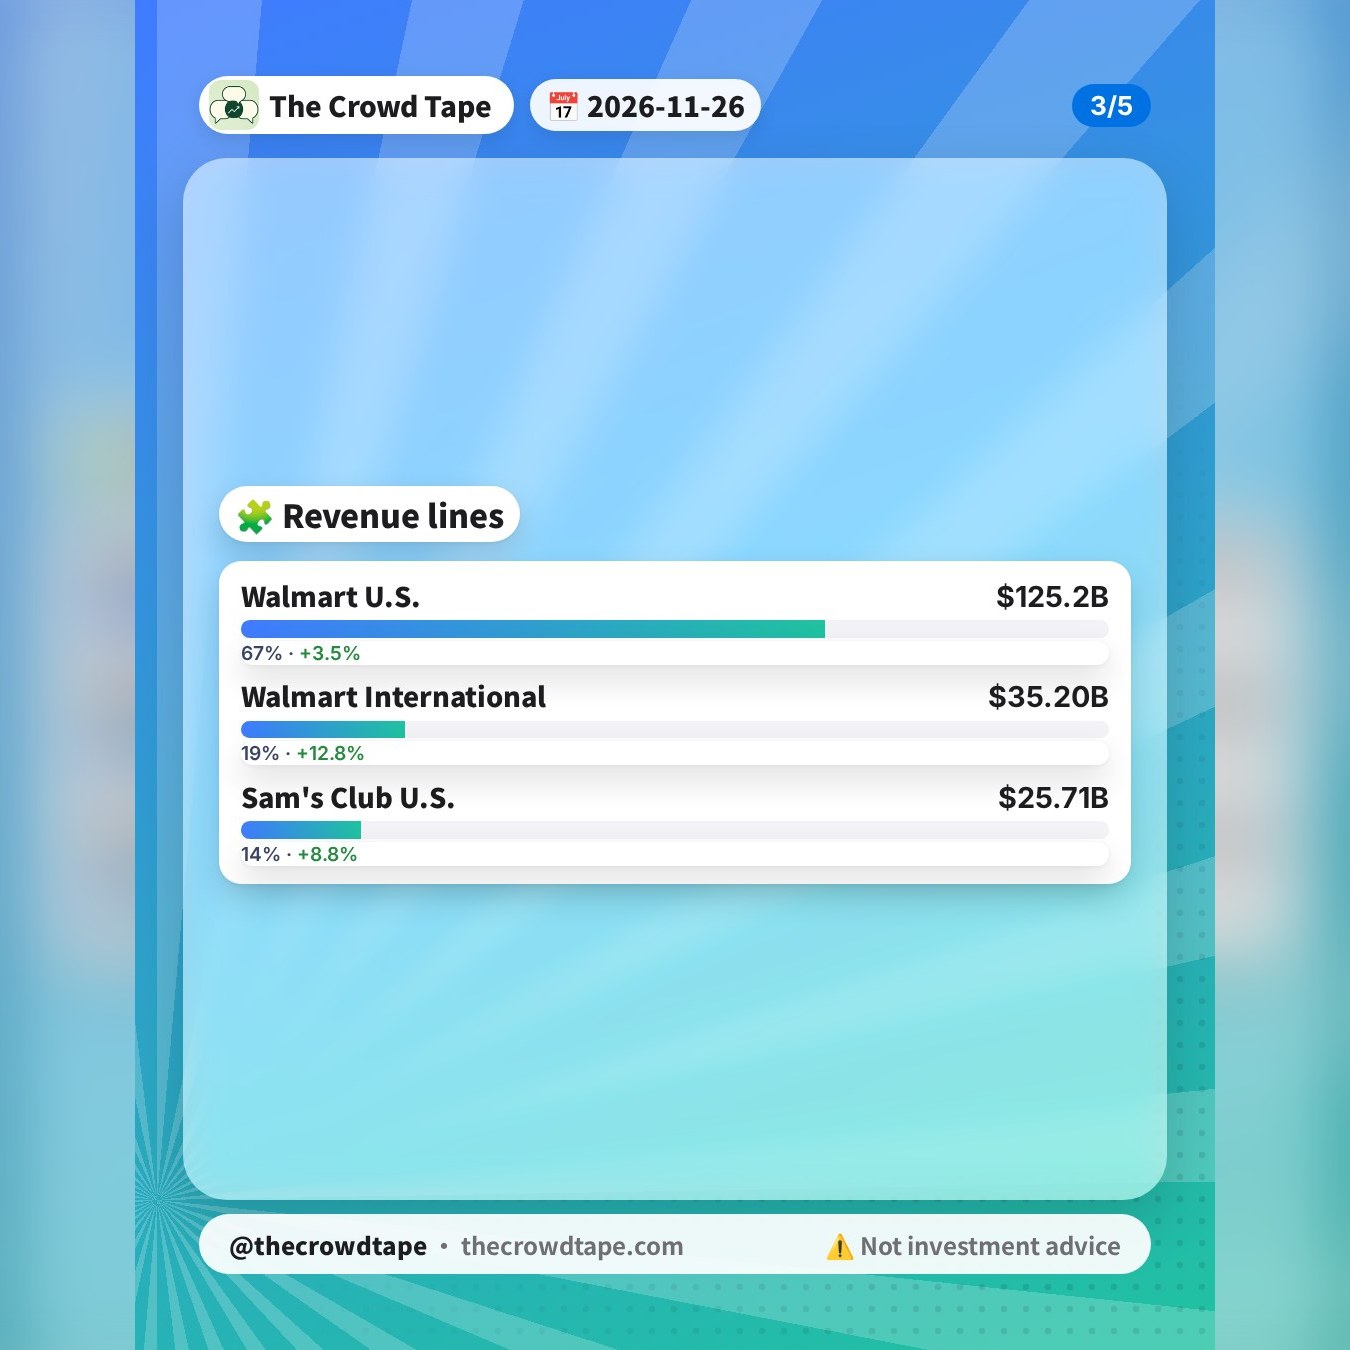 The Crowd Tape
July 17 2026-11-26
3/5
Revenue lines
Walmart U.S. $125.2B
67% · +3.5%
Walmart International $35.20B
19% · +12.8%
Sam's Club U.S. $25.71B
14% · +8.8%
@thecrowdtape • thecrowdtape.com ⚠️ Not investment advice